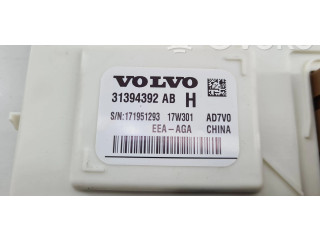 VOLVO
31394392 AB H
S/N:171951293 17W301 AD7V0
EEA-AGA CHINA